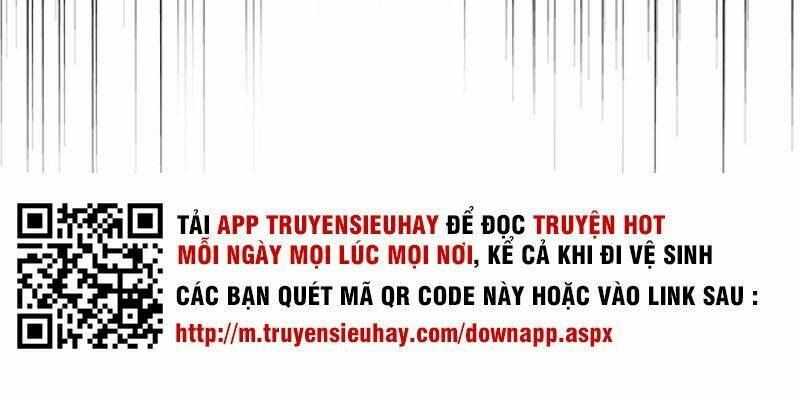 TẢI APP TRUYENSIEUHAY ĐỂ ĐỌC TRUYỆN HOT
MỖI NGÀY MỌI LÚC MỌI NƠI, KỂ CẢ KHI ĐI VỆ SINH
CÁC BẠN QUÉT MÃ QR CODE NÀY HOẶC VÀO LINK SAU :
http://m.truyensieuhay.com/downapp.aspx